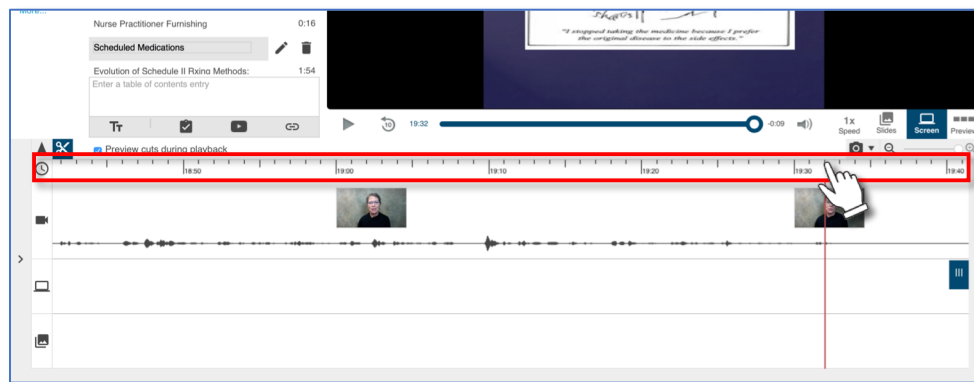 More...
Nurse Practitioner Furnishing 0:16
Scheduled Medications
Evolution of Schedule II Rxing Methods: 1:54
Enter a table of contents entry
"I stopped taking the medicine because I prefer
the original disease to the side effects."
10 19:32 -0:09
1x
Speed Slides Screen Preview
Preview cuts during playback
18:50 19:00 19:10 19:20 19:30 19:40